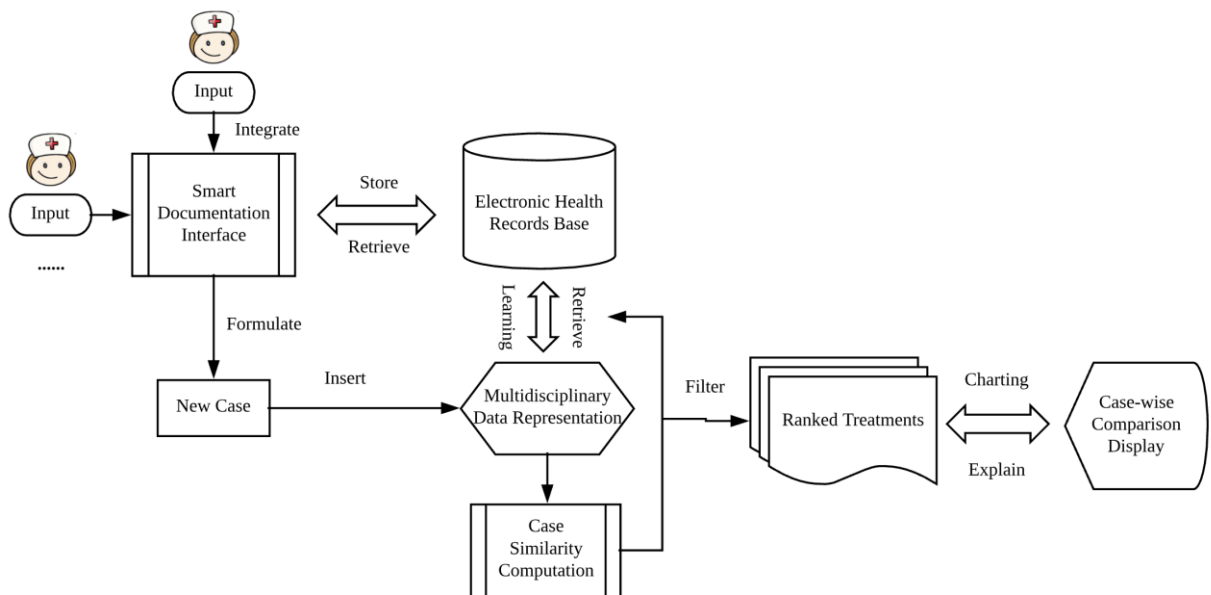 Input
Integrate
Input
......
Smart
Documentation
Interface
Store
Retrieve
Electronic Health
Records Base
Learning
Retrieve
Formulate
New Case
Insert
Multidisciplinary
Data Representation
Case
Similarity
Computation
Filter
Ranked Treatments
Charting
Explain
Case-wise
Comparison
Display